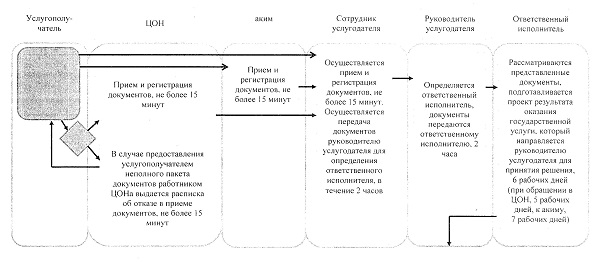 Услугополу-
чатель
ЦОН
аким
Сотрудник
услугодателя
Руководитель
услугодателя
Ответственный
исполнитель
Прием и регистрация
документов, не более 15
минут
В случае предоставления
услугополучателем
неполного пакета
документов работником
ЦОНа выдается расписка
об отказе в приеме
документов, не более 15
минут
Прием и
регистрация
документов, не
более 15 минут
Осуществляется
прием и
регистрация
документов, не
более 15 минут.
Осуществляется
передача
документов
руководителю
услугодателя для
определения
ответственного
исполнителя, в
течение 2 часов
Определяется
ответственный
исполнитель,
документы
передаются
ответственному
исполнителю, 2
часа
Рассматриваются
представленные
документы,
подготавливается
проект результата
оказания
государственной
услуги, который
направляется
руководителю
услугодателя для
принятия решения,
6 рабочих дней
(при обращении в
ЦОН, 5 рабочих
дней, к акиму,
7 рабочих дней)